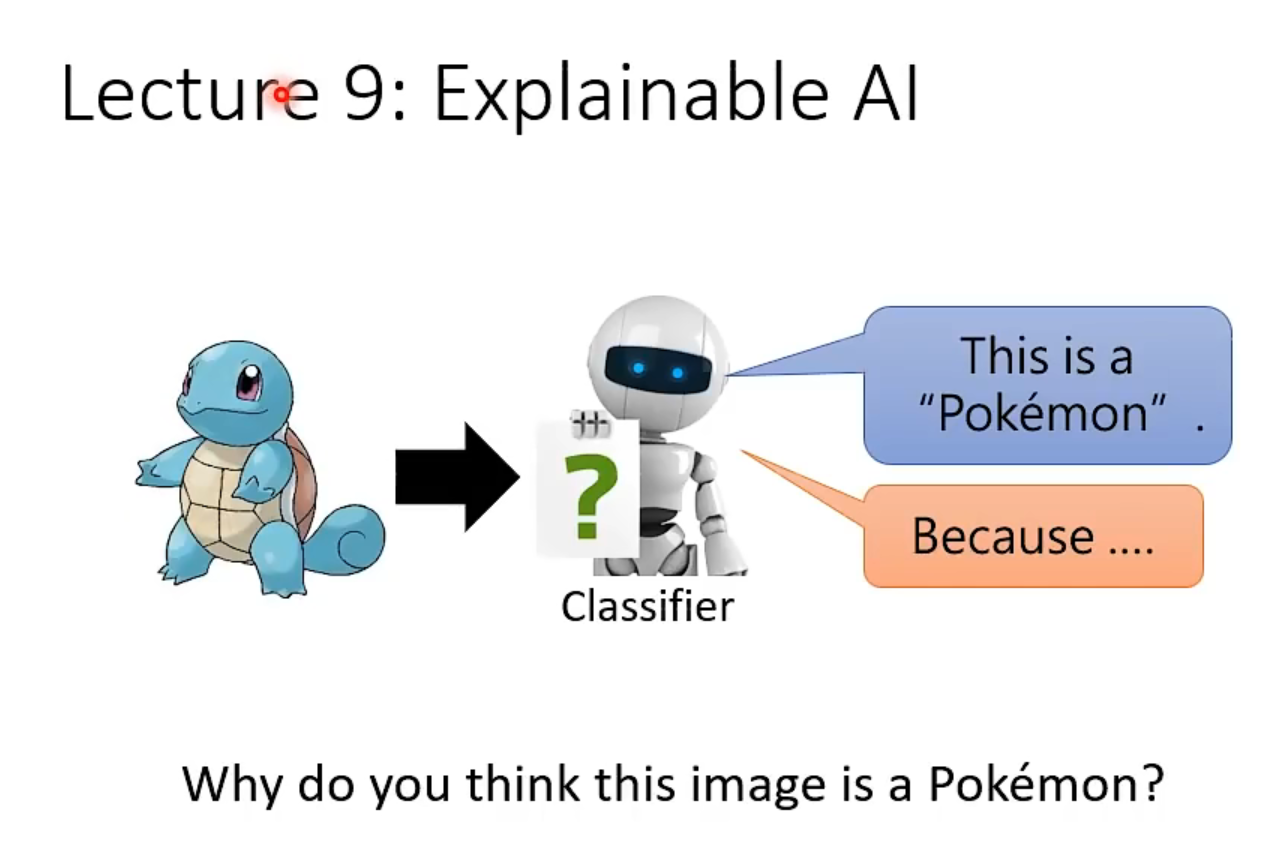 Lecture 9: Explainable AI
This is a
“Pokémon“ .
Because ....
?
Classifier
Why do you think this image is a Pokémon?